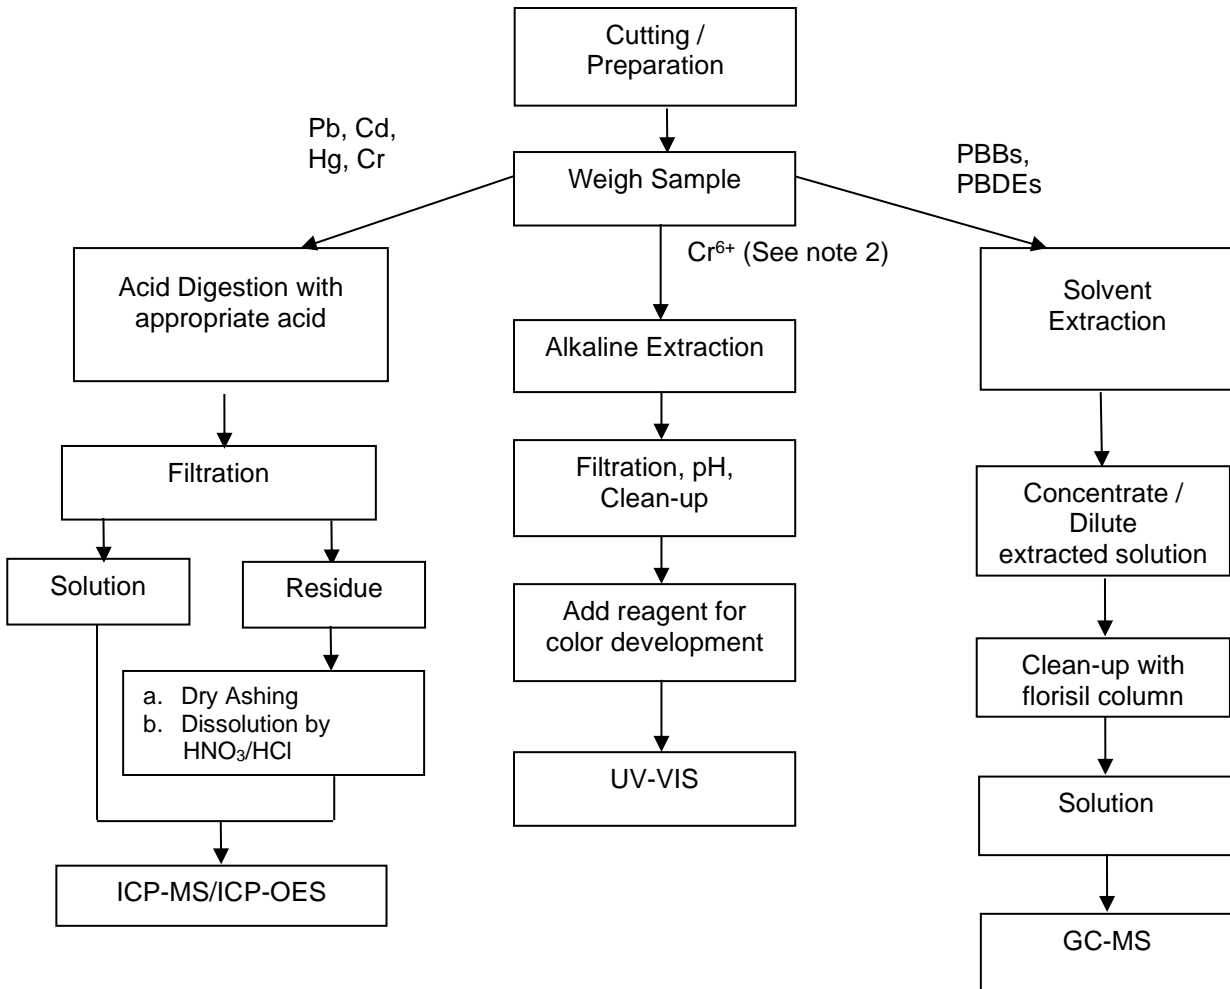 Cutting /
Preparation
Pb, Cd,
Hg, Cr
Weigh Sample
PBBs,
PBDEs
Cr⁶⁺ (See note 2)
Acid Digestion with
appropriate acid
Filtration
Solution
Residue
a. Dry Ashing
b. Dissolution by
HNO₃/HCl
ICP-MS/ICP-OES
Alkaline Extraction
Filtration, pH,
Clean-up
Add reagent for
color development
UV-VIS
Solvent
Extraction
Concentrate /
Dilute
extracted solution
Clean-up with
florisil column
Solution
GC-MS